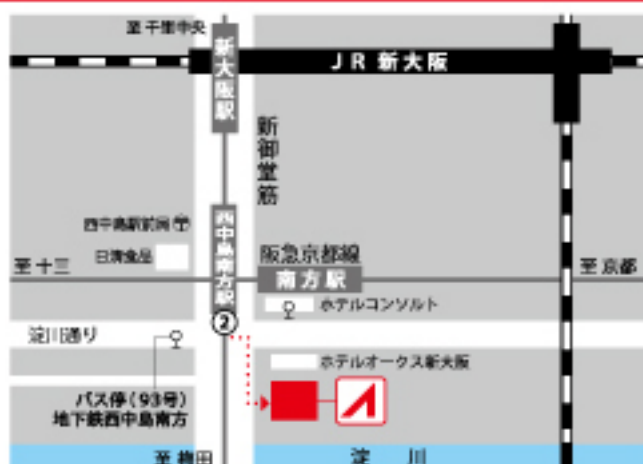 至 千里中央
JR 新大阪
新大阪駅
新御堂筋
西中島駅前局
日清食品
西中島南方駅
阪急京都線
南方駅
至 十三
至 京都
ホテルコンソルト
②
淀川通り
ホテルオークス新大阪
バス停(93号)
地下鉄西中島南方
至 梅田
淀 川